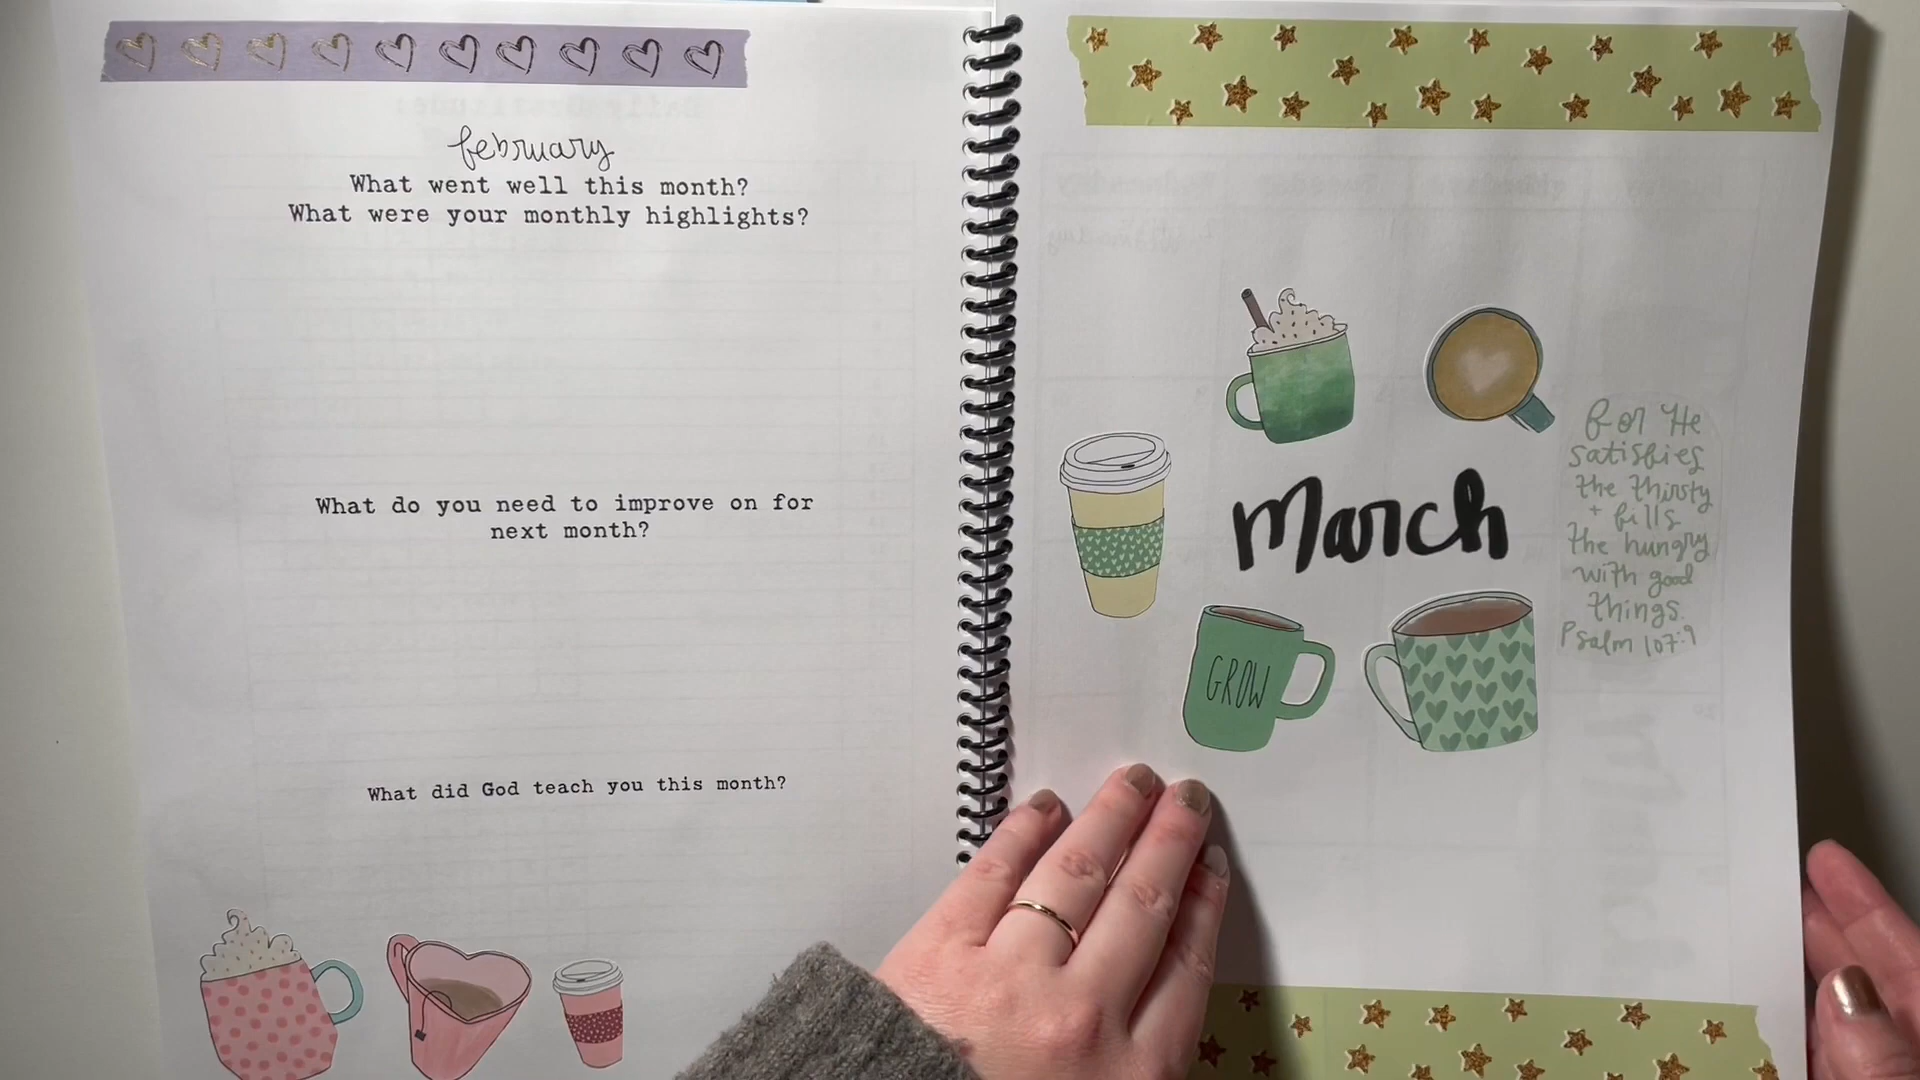 february
What went well this month?
What were your monthly highlights?
What do you need to improve on for
next month?
What did God teach you this month?
March
GROW
For He
satisfies
the thirsty
+ fills
the hungry
with good
things.
Psalm 107:9